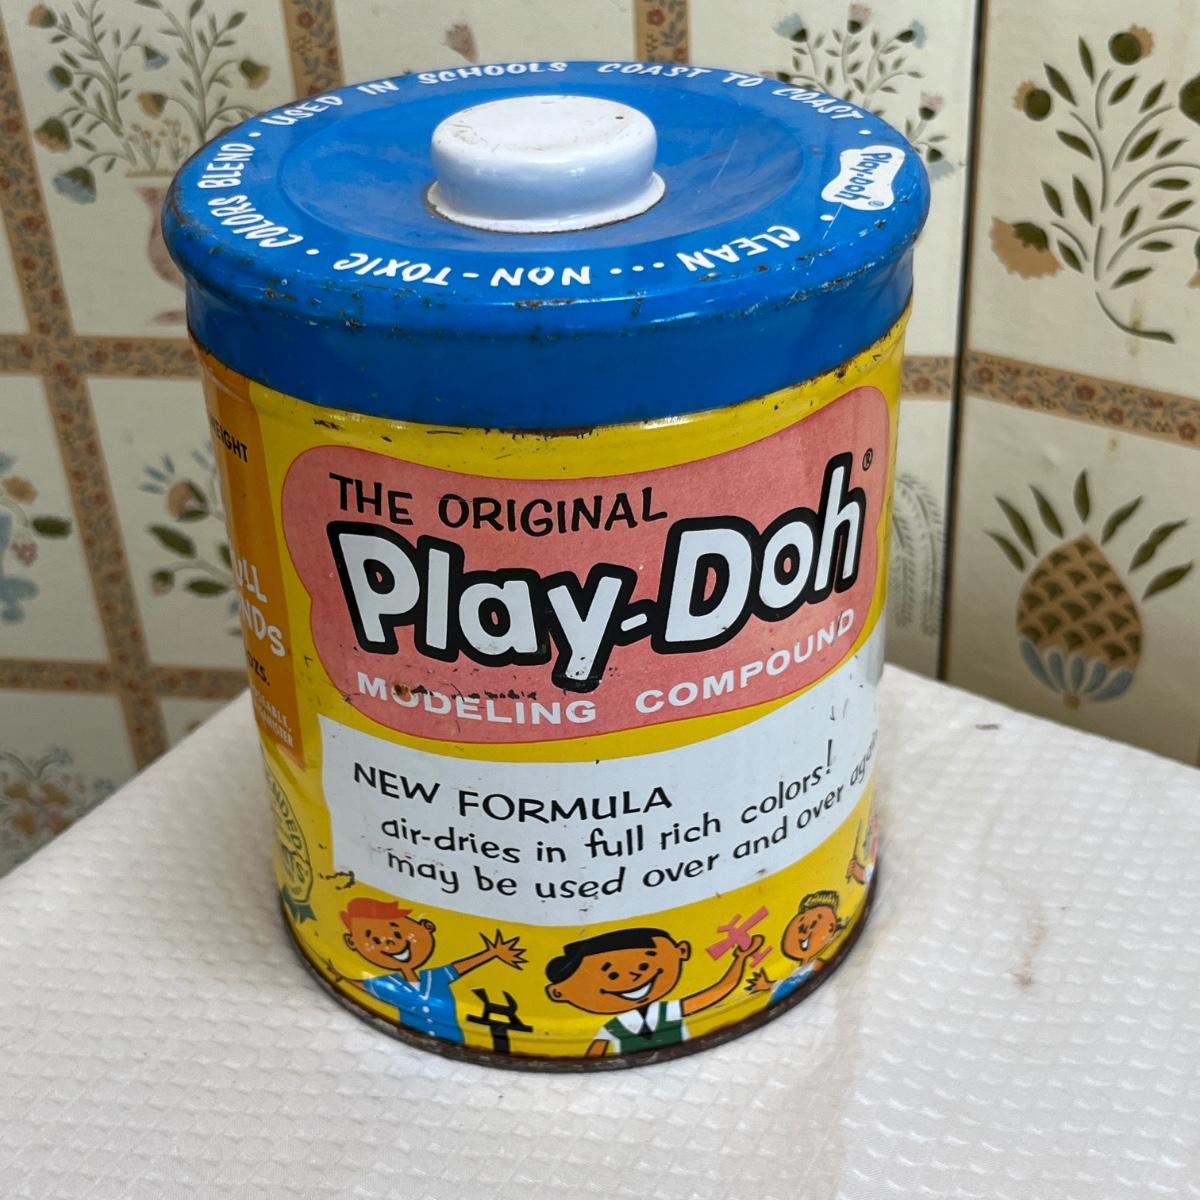 USED IN SCHOOLS COAST TO COAST •
Play-Doh®
• CLEAN ... NON-TOXIC • COLORS BLEND •
THE ORIGINAL
Play-Doh®
MODELING COMPOUND
NEW FORMULA
air-dries in full rich colors!
may be used over and over
OZS.